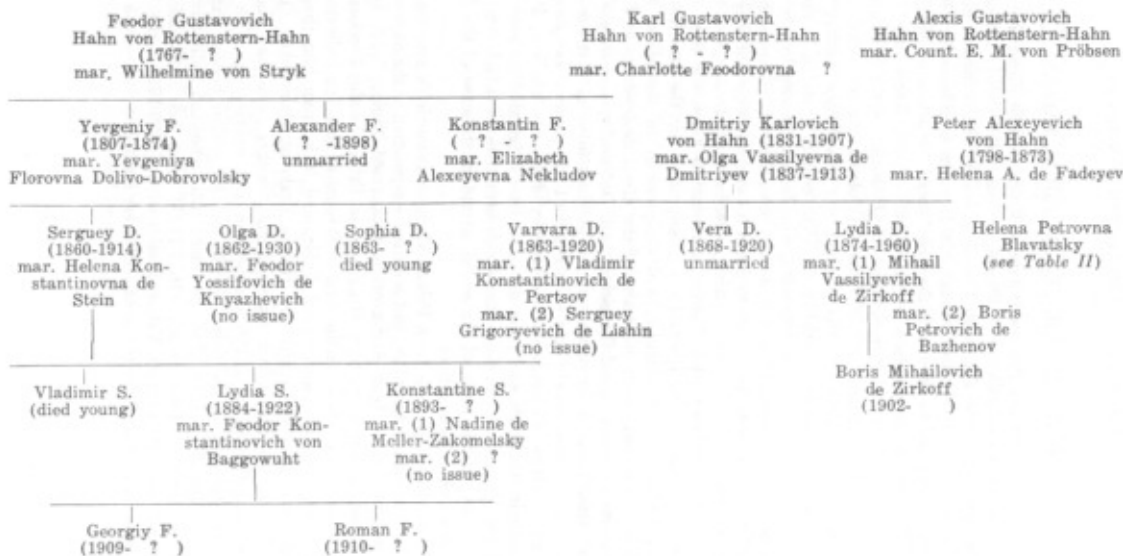 Feodor Gustavovich
Hahn von Rottenstern-Hahn
(1767- ? )
mar. Wilhelmine von Stryk
Karl Gustavovich
Hahn von Rottenstern-Hahn
( ? - ? )
mar. Charlotte Feodorovna ?
Alexis Gustavovich
Hahn von Rottenstern-Hahn
mar. Count. E. M. von Pröbsen
Yevgeniy F.
(1807-1874)
mar. Yevgeniya
Florovna Dolivo-Dobrovolsky
Alexander F.
( ? -1898)
unmarried
Konstantin F.
( ? - ? )
mar. Elizabeth
Alexeyevna Nekludov
Dmitriy Karlovich
von Hahn (1831-1907)
mar. Olga Vassilyevna de
Dmitriyev (1837-1913)
Peter Alexeyevich
von Hahn
(1798-1873)
mar. Helena A. de Fadeyev
Serguey D.
(1860-1914)
mar. Helena Kon-
stantinovna de
Stein
Olga D.
(1862-1930)
mar. Feodor
Yossifovich de
Knyazhevich
(no issue)
Sophia D.
(1863- ? )
died young
Varvara D.
(1863-1920)
mar. (1) Vladimir
Konstantinovich de
Pertsov
mar. (2) Serguey
Grigoryevich de Lishin
(no issue)
Vera D.
(1868-1920)
unmarried
Lydia D.
(1874-1960)
mar. (1) Mihail
Vassilyevich
de Zirkoff
mar. (2) Boris
Petrovich de
Bazhenov
Helena Petrovna
Blavatsky
(see Table II)
Boris Mihailovich
de Zirkoff
(1902- )
Vladimir S.
(died young)
Lydia S.
(1884-1922)
mar. Feodor Kon-
stantinovich von
Baggowuht
Konstantine S.
(1893- ? )
mar. (1) Nadine de
Meller-Zakomelsky
mar. (2) ?
(no issue)
Georgiy F.
(1909- ? )
Roman F.
(1910- ? )